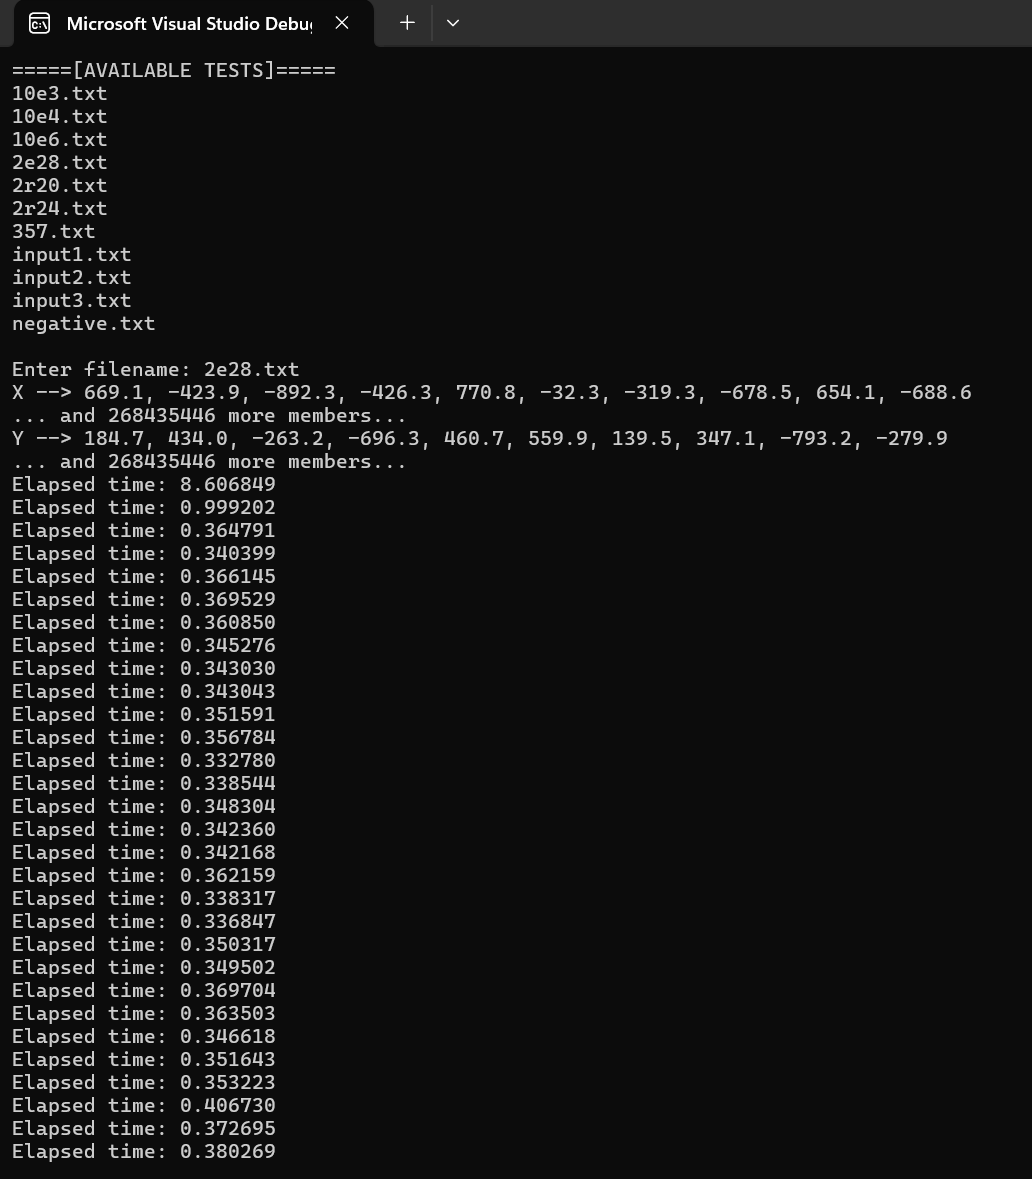 Microsoft Visual Studio Debu
=====[AVAILABLE TESTS]=====
10e3.txt
10e4.txt
10e6.txt
2e28.txt
2r20.txt
2r24.txt
357.txt
input1.txt
input2.txt
input3.txt
negative.txt
Enter filename: 2e28.txt
X --> 669.1, -423.9, -892.3, -426.3, 770.8, -32.3, -319.3, -678.5, 654.1, -688.6
... and 268435446 more members...
Y --> 184.7, 434.0, -263.2, -696.3, 460.7, 559.9, 139.5, 347.1, -793.2, -279.9
... and 268435446 more members...
Elapsed time: 8.606849
Elapsed time: 0.999202
Elapsed time: 0.364791
Elapsed time: 0.340399
Elapsed time: 0.366145
Elapsed time: 0.369529
Elapsed time: 0.360850
Elapsed time: 0.345276
Elapsed time: 0.343030
Elapsed time: 0.343043
Elapsed time: 0.351591
Elapsed time: 0.356784
Elapsed time: 0.332780
Elapsed time: 0.338544
Elapsed time: 0.348304
Elapsed time: 0.342360
Elapsed time: 0.342168
Elapsed time: 0.362159
Elapsed time: 0.338317
Elapsed time: 0.336847
Elapsed time: 0.350317
Elapsed time: 0.349502
Elapsed time: 0.369704
Elapsed time: 0.363503
Elapsed time: 0.346618
Elapsed time: 0.351643
Elapsed time: 0.353223
Elapsed time: 0.406730
Elapsed time: 0.372695
Elapsed time: 0.380269